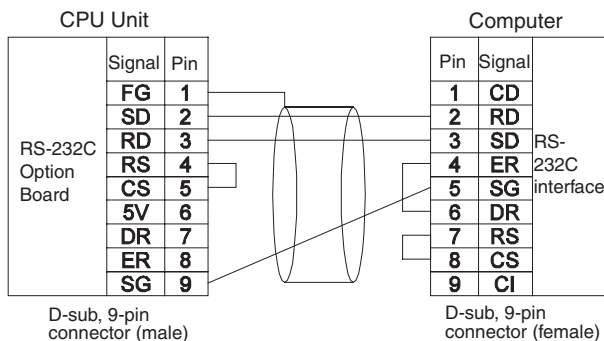 CPU Unit
Computer
Signal Pin
FG 1
SD 2
RD 3
RS 4
CS 5
5V 6
DR 7
ER 8
SG 9
RS-232C
Option
Board
D-sub, 9-pin
connector (male)
Pin Signal
1 CD
2 RD
3 SD
4 ER
5 SG
6 DR
7 RS
8 CS
9 CI
RS-
232C
interface
D-sub, 9-pin
connector (female)